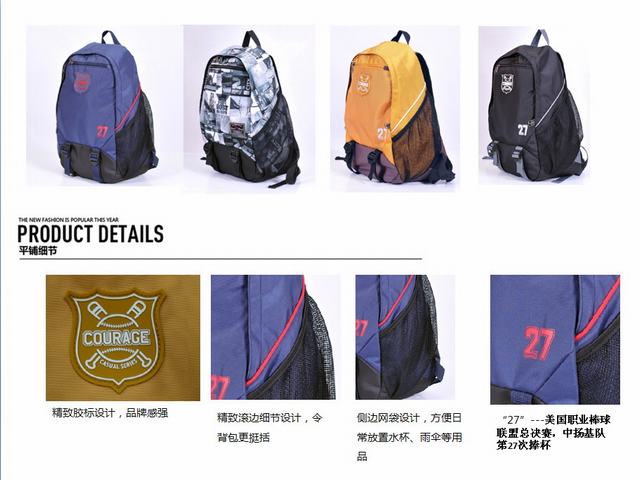 27
27
27
THE NEW FASHION IS POPULAR THIS YEAR
PRODUCT DETAILS
平铺细节
COURAGE
CASUAL SERIES
27
27
27
精致胶标设计，品牌感强
精致滚边细节设计，令
背包更挺括
侧边网袋设计，方便日
常放置水杯、雨伞等用
品
“27”---美国职业棒球
联盟总决赛，中扬基队
第27次捧杯